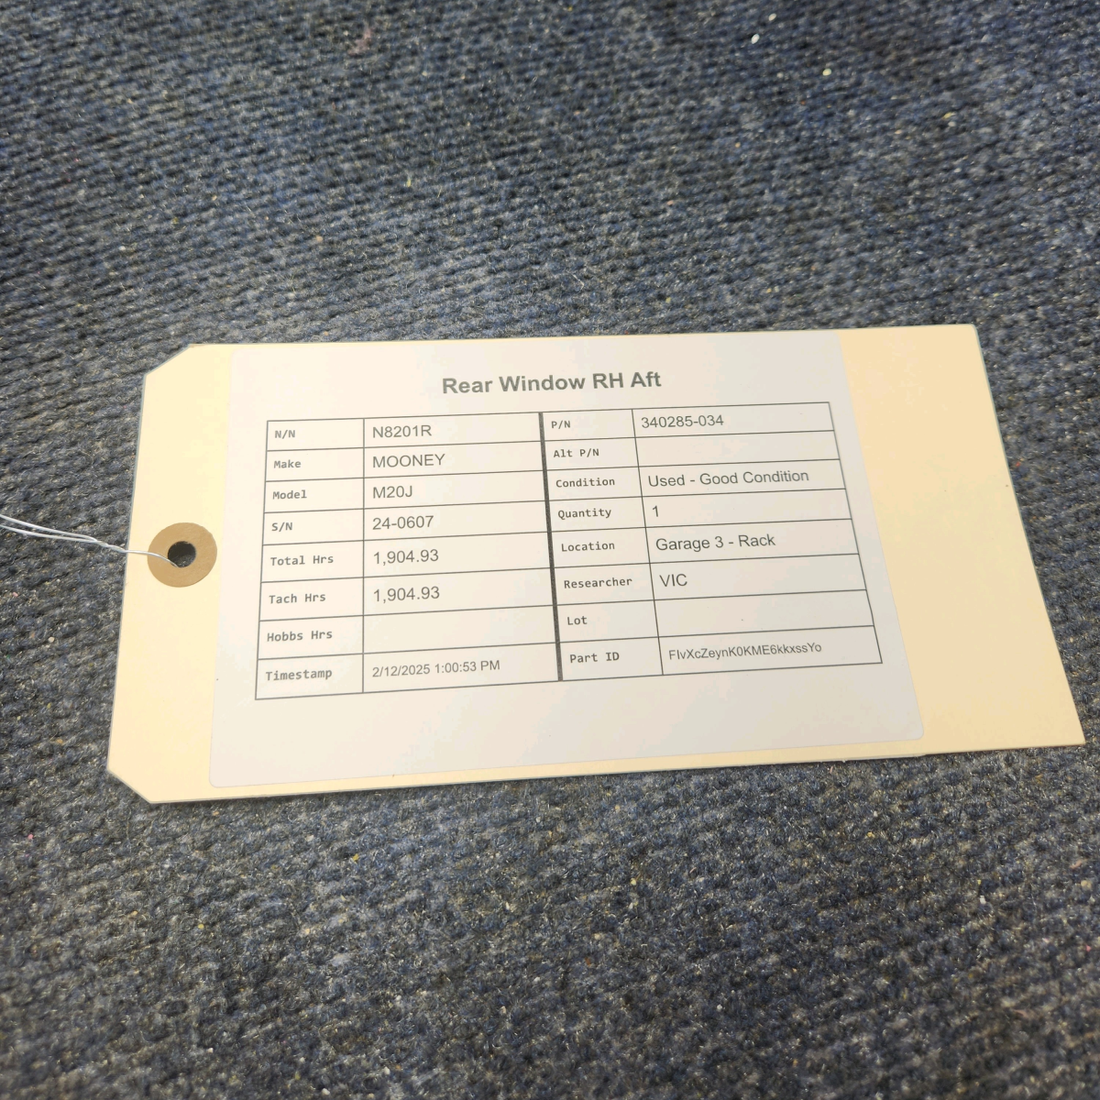 Rear Window RH Aft
N/N N8201R P/N 340285-034
Make MOONEY Alt P/N
Model M20J Condition Used - Good Condition
S/N 24-0607 Quantity 1
Total Hrs 1,904.93 Location Garage 3 - Rack
Tach Hrs 1,904.93 Researcher VIC
Hobbs Hrs Lot
Timestamp 2/12/2025 1:00:53 PM Part ID FIvXcZeynK0KME6kkxssYo